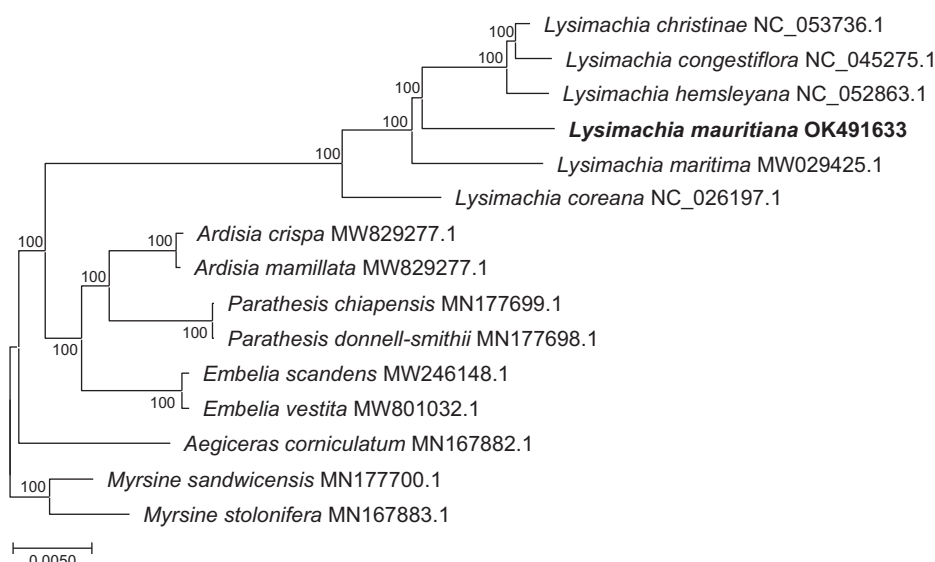 100
Lysimachia christinae NC_053736.1
100
Lysimachia congestiflora NC_045275.1
100
Lysimachia hemsleyana NC_052863.1
100
Lysimachia mauritiana OK491633
100
Lysimachia maritima MW029425.1
Lysimachia coreana NC_026197.1
100
100
Ardisia crispa MW829277.1
100
Ardisia mamillata MW829277.1
Parathesis chiapensis MN177699.1
100
Parathesis donnell-smithii MN177698.1
100
Embelia scandens MW246148.1
100
Embelia vestita MW801032.1
Aegiceras corniculatum MN167882.1
Myrsine sandwicensis MN177700.1
100
Myrsine stolonifera MN167883.1
0.0050